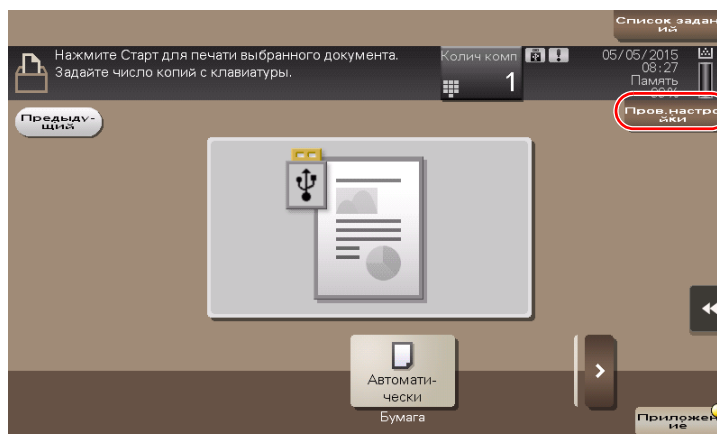 Список задан
ий
Нажмите Старт для печати выбранного документа.
Задайте число копий с клавиатуры.
Колич комп
1
05/05/2015
08:27
Память
Предыду-
щий
Пров.настро
йки
Автомати-
чески
Бумага
Приложен
ие